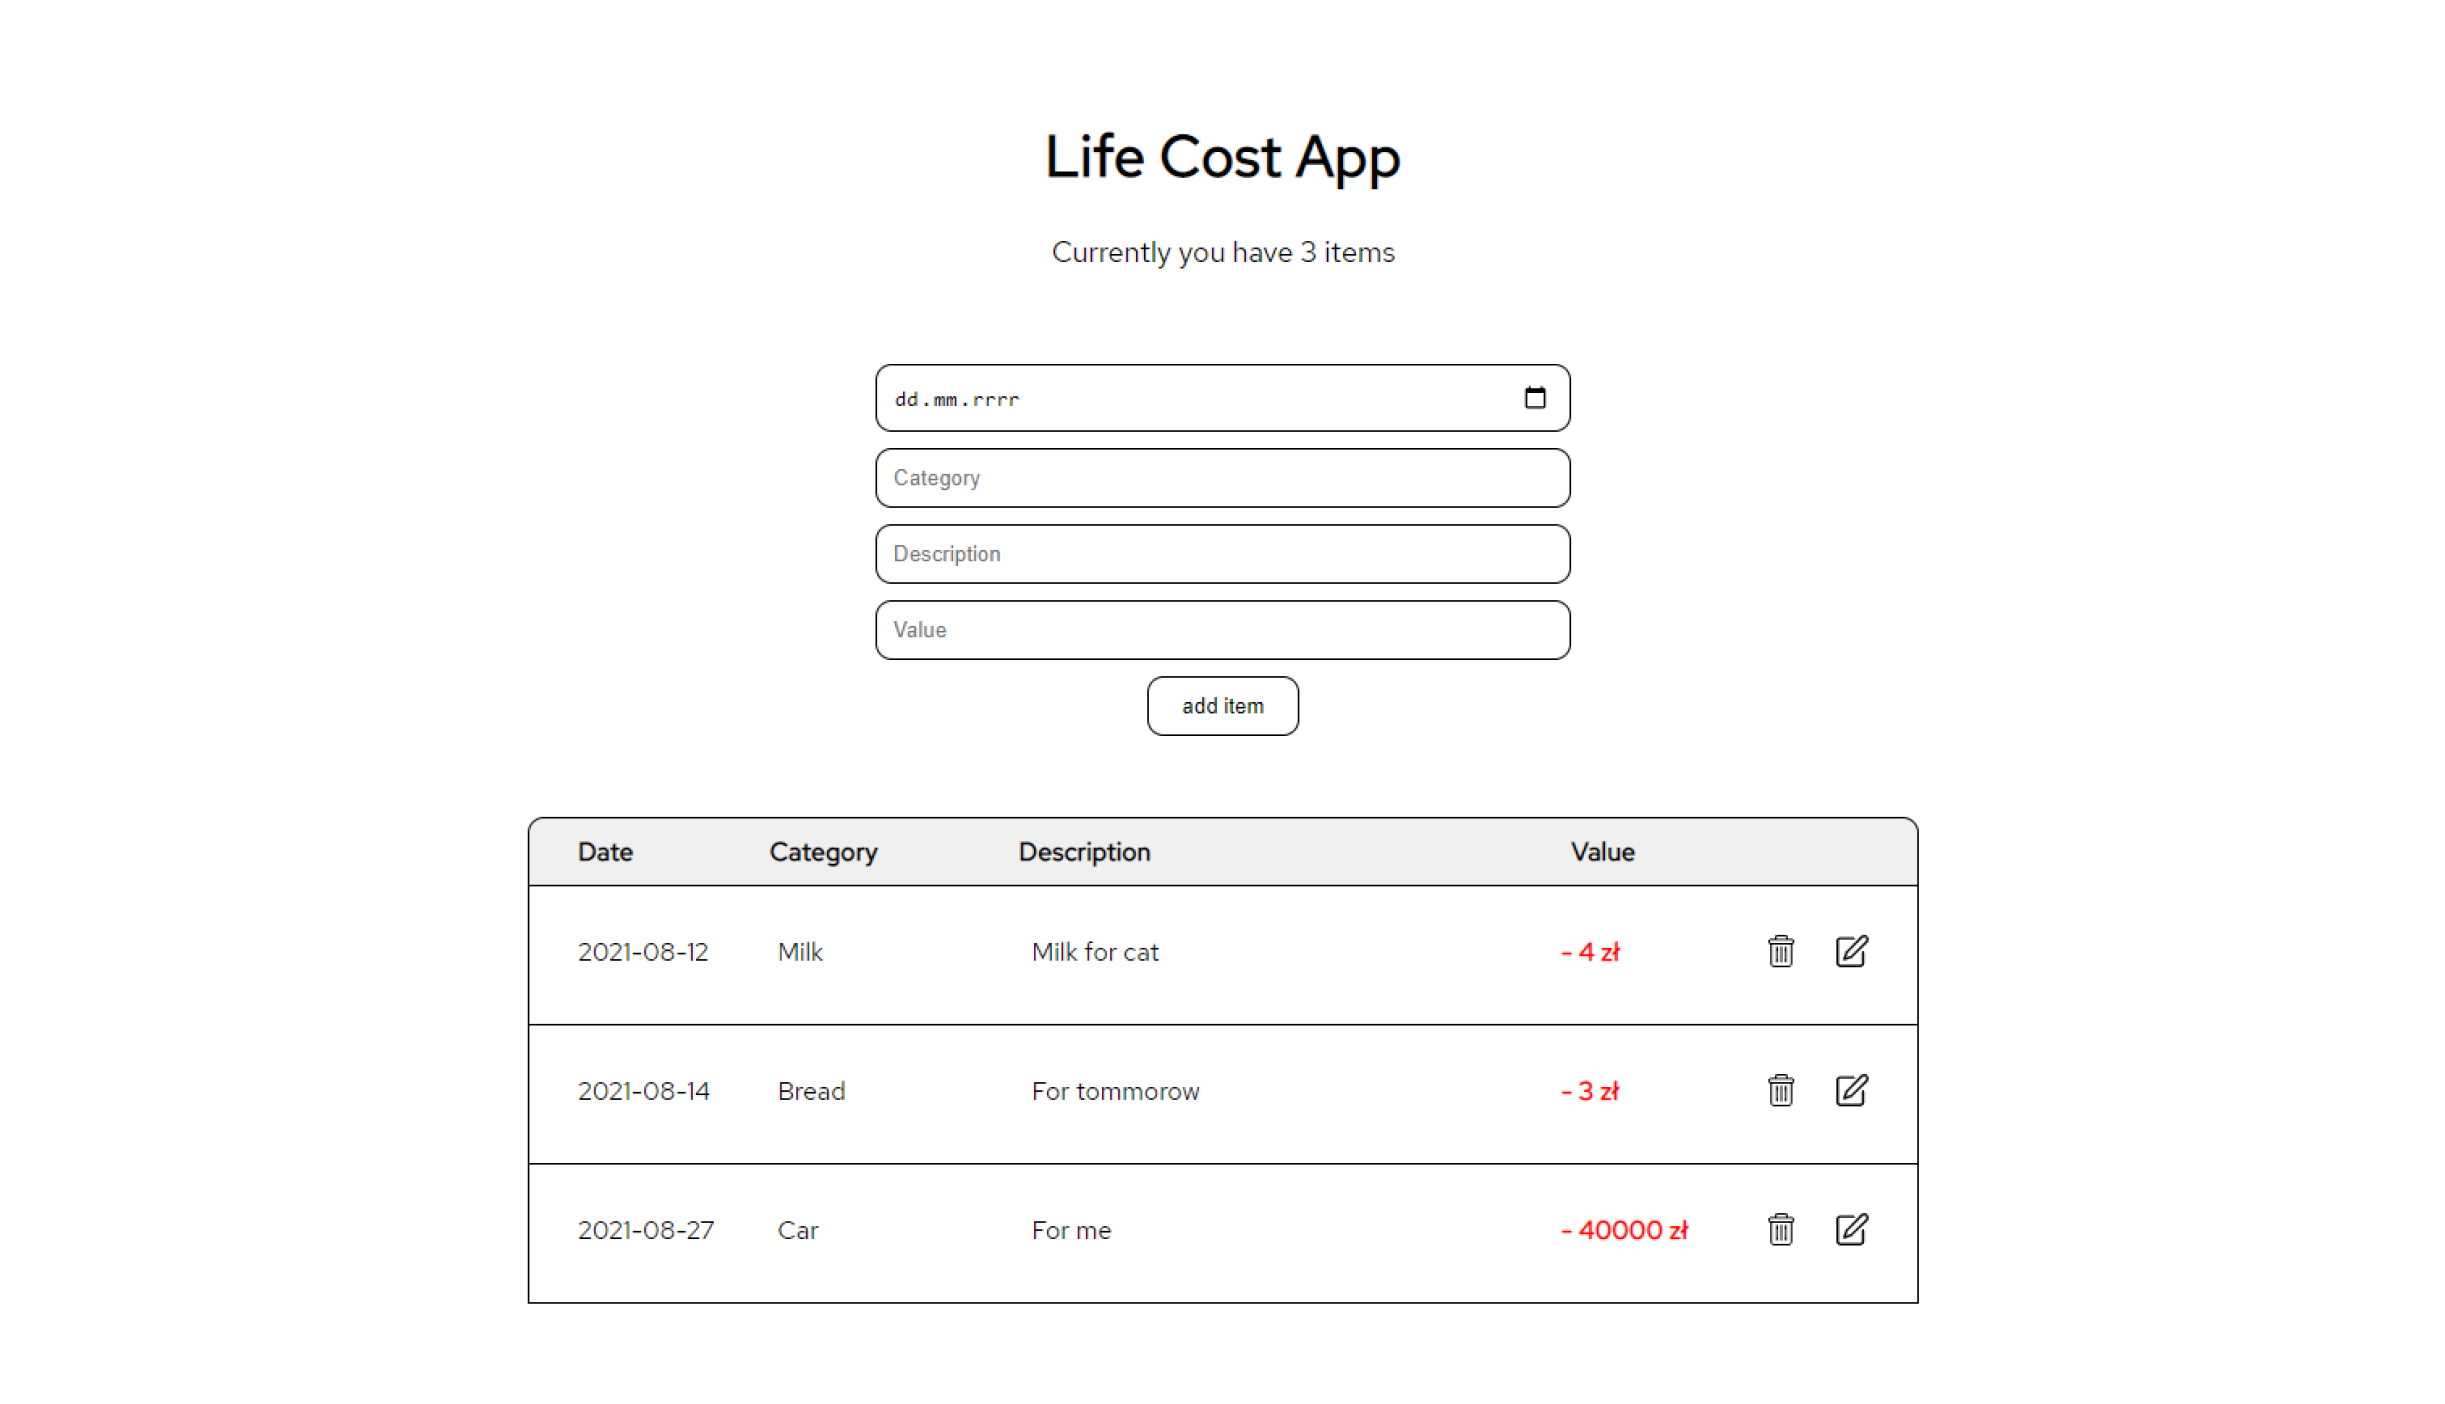 Life Cost App
Currently you have 3 items
dd.mm.rrrr
Category
Description
Value
add item
Date Category Description Value
2021-08-12 Milk Milk for cat - 4 zł
2021-08-14 Bread For tommorow - 3 zł
2021-08-27 Car For me - 40000 zł